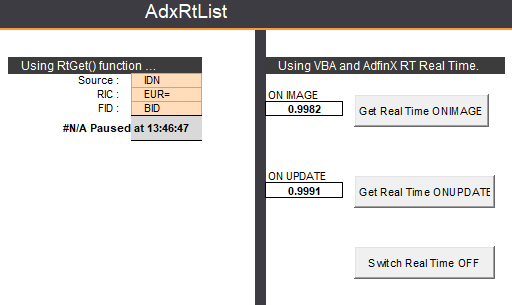 AdxRtList
Using RtGet() function ...
Source : IDN
RIC : EUR=
FID : BID
#N/A Paused at 13:46:47
Using VBA and AdfinX RT Real Time.
ON IMAGE
0.9982
Get Real Time ONIMAGE
ON UPDATE
0.9991
Get Real Time ONUPDATE
Switch Real Time OFF